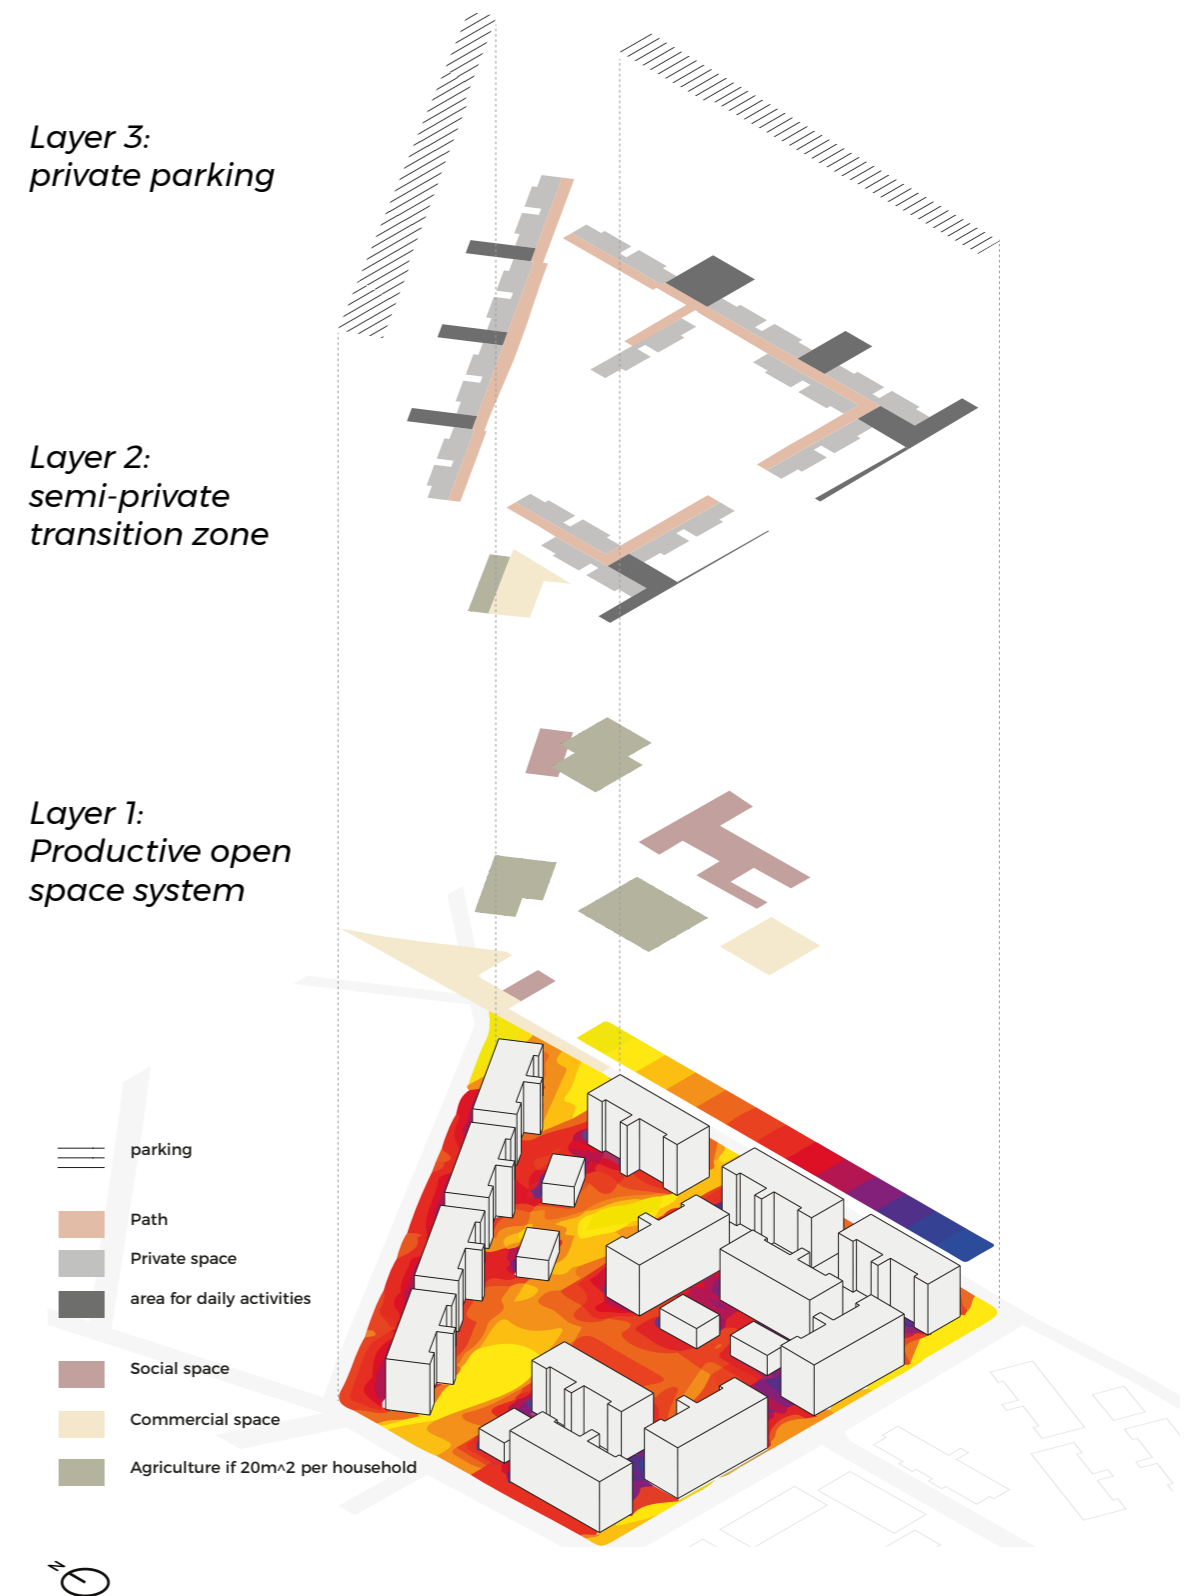 Layer 3:
private parking
Layer 2:
semi-private
transition zone
Layer 1:
Productive open
space system
parking
Path
Private space
area for daily activities
Social space
Commercial space
Agriculture if 20m^2 per household
N